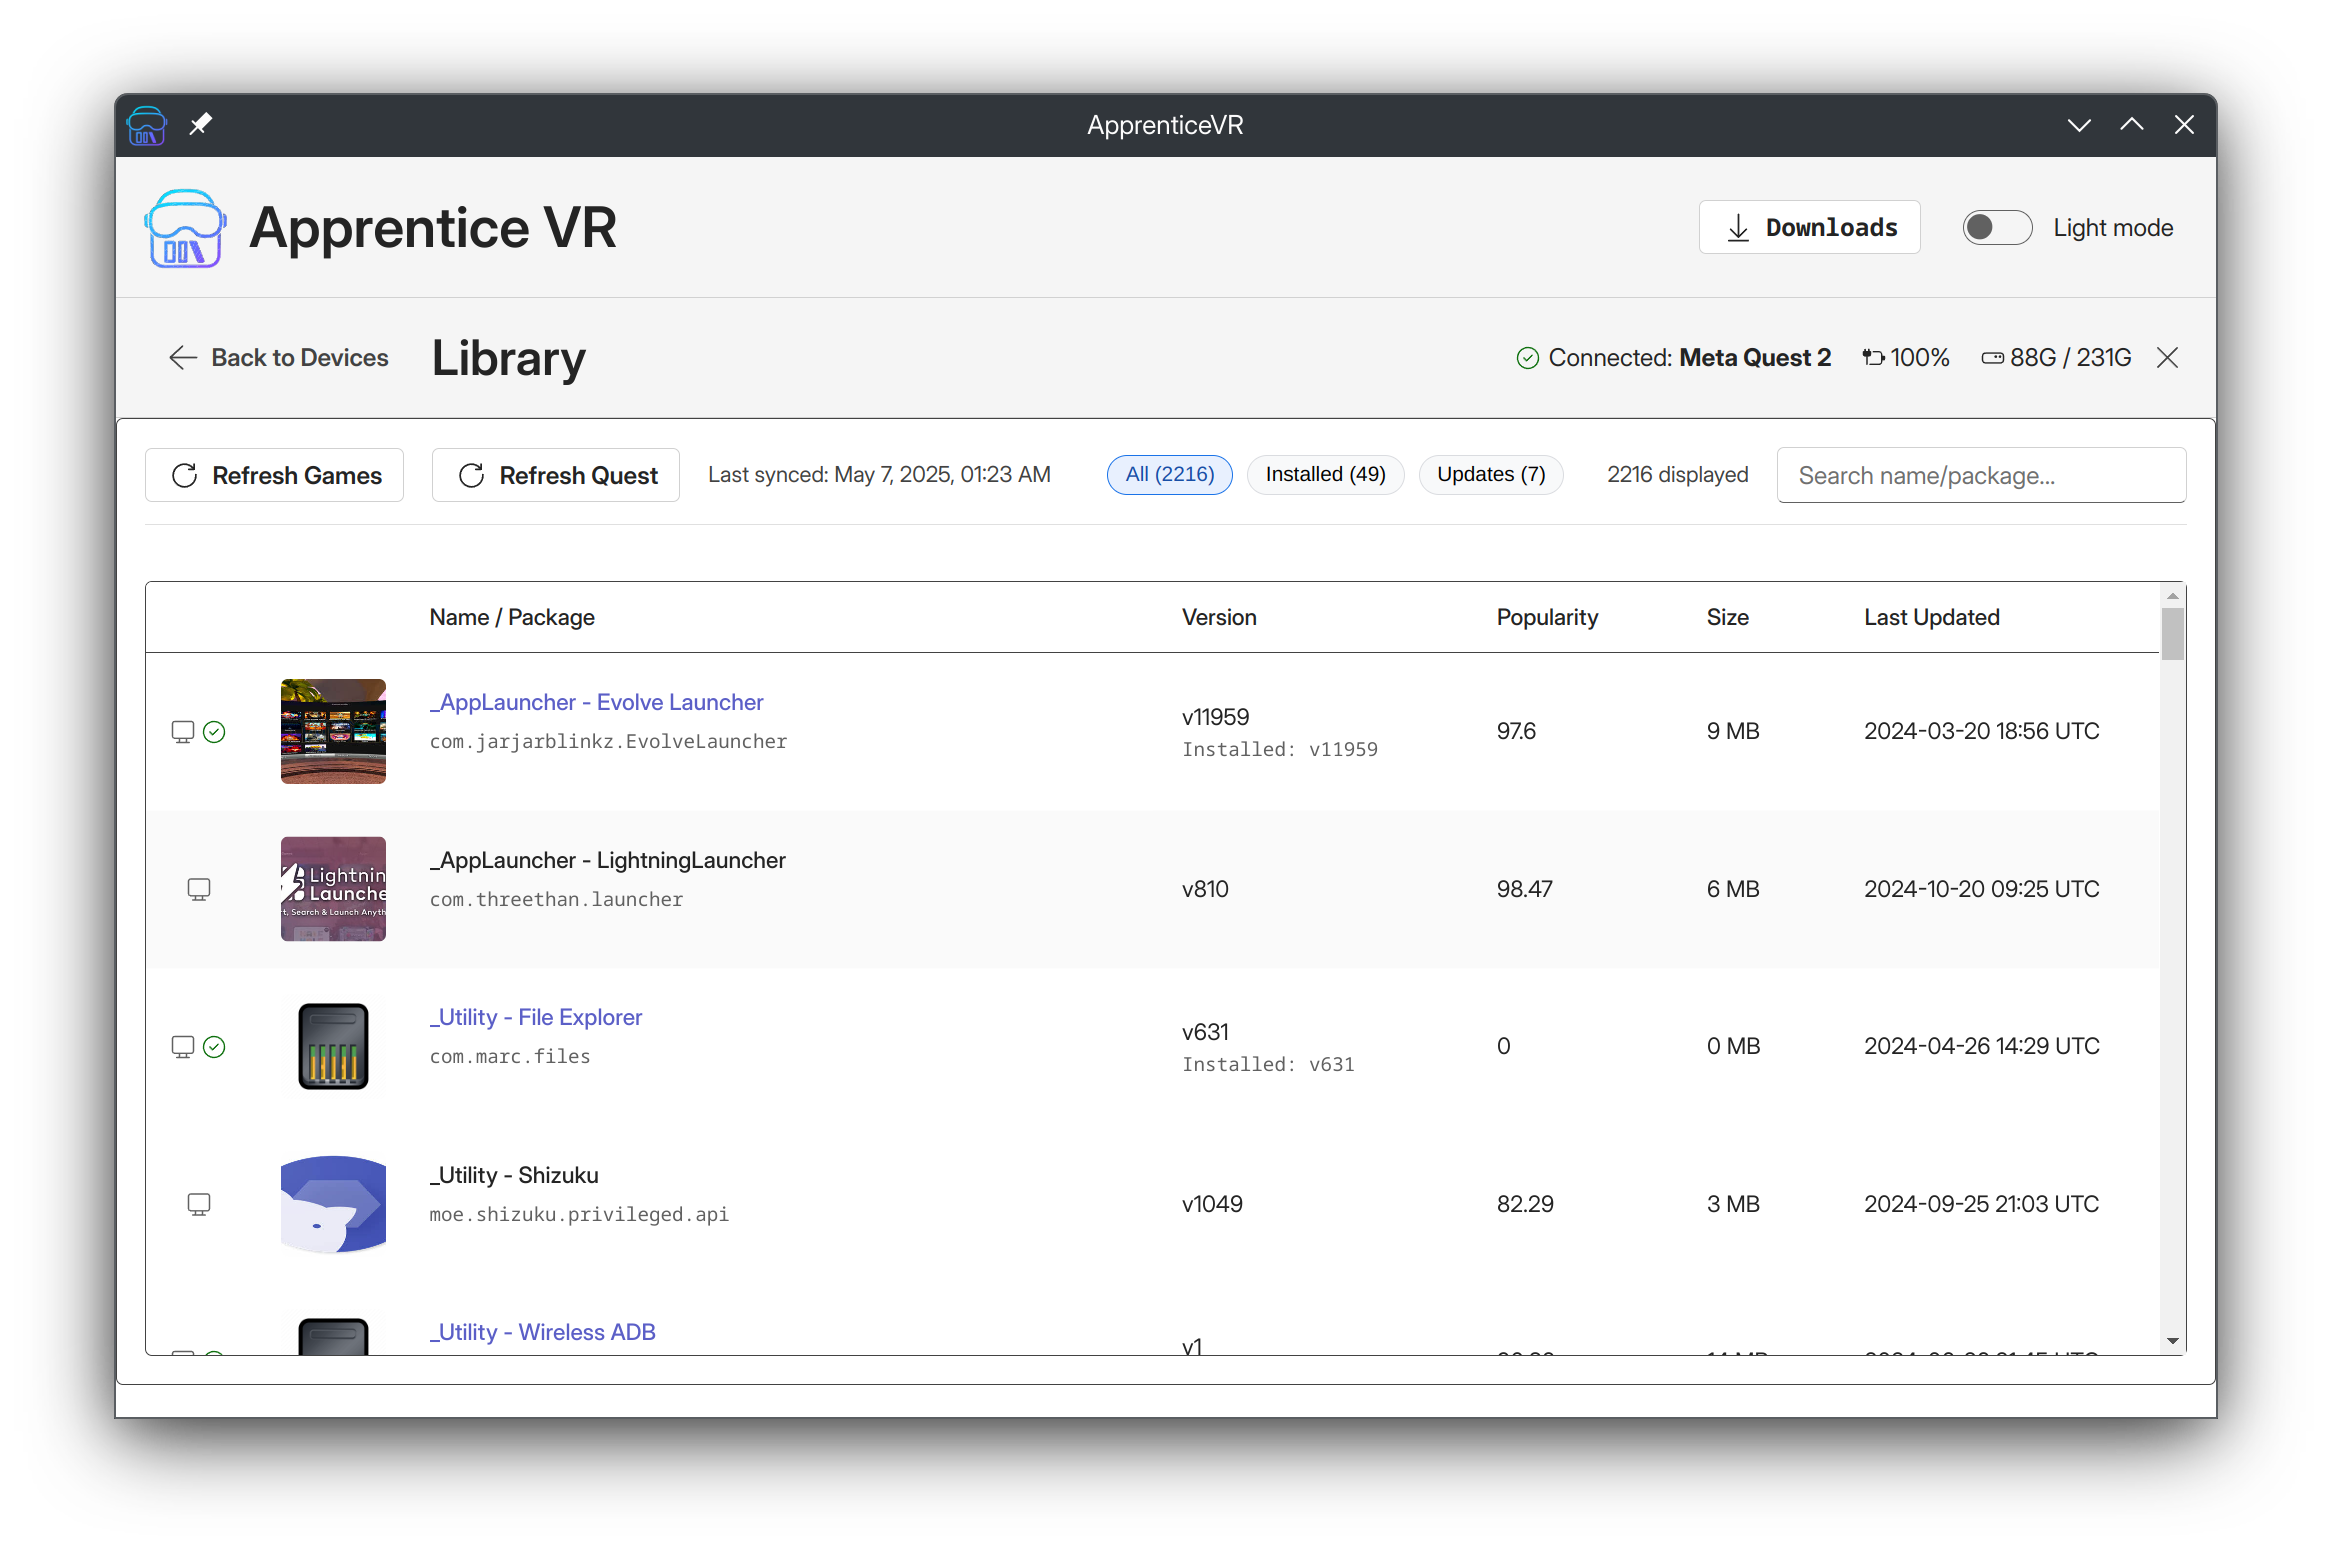 ApprenticeVR
Apprentice VR
Downloads
Light mode
Back to Devices
Library
Connected: Meta Quest 2
100%
88G / 231G
Refresh Games
Refresh Quest
Last synced: May 7, 2025, 01:23 AM
All (2216)
Installed (49)
Updates (7)
2216 displayed
Search name/package...
Name / Package
Version
Popularity
Size
Last Updated
_AppLauncher - Evolve Launcher
com.jarjarblinkz.EvolveLauncher
v11959
Installed: v11959
97.6
9 MB
2024-03-20 18:56 UTC
Lightnin
Launche
t, Search & Launch Anyth
_AppLauncher - LightningLauncher
com.threethan.launcher
v810
98.47
6 MB
2024-10-20 09:25 UTC
_Utility - File Explorer
com.marc.files
v631
Installed: v631
0
0 MB
2024-04-26 14:29 UTC
_Utility - Shizuku
moe.shizuku.privileged.api
v1049
82.29
3 MB
2024-09-25 21:03 UTC
_Utility - Wireless ADB
v1